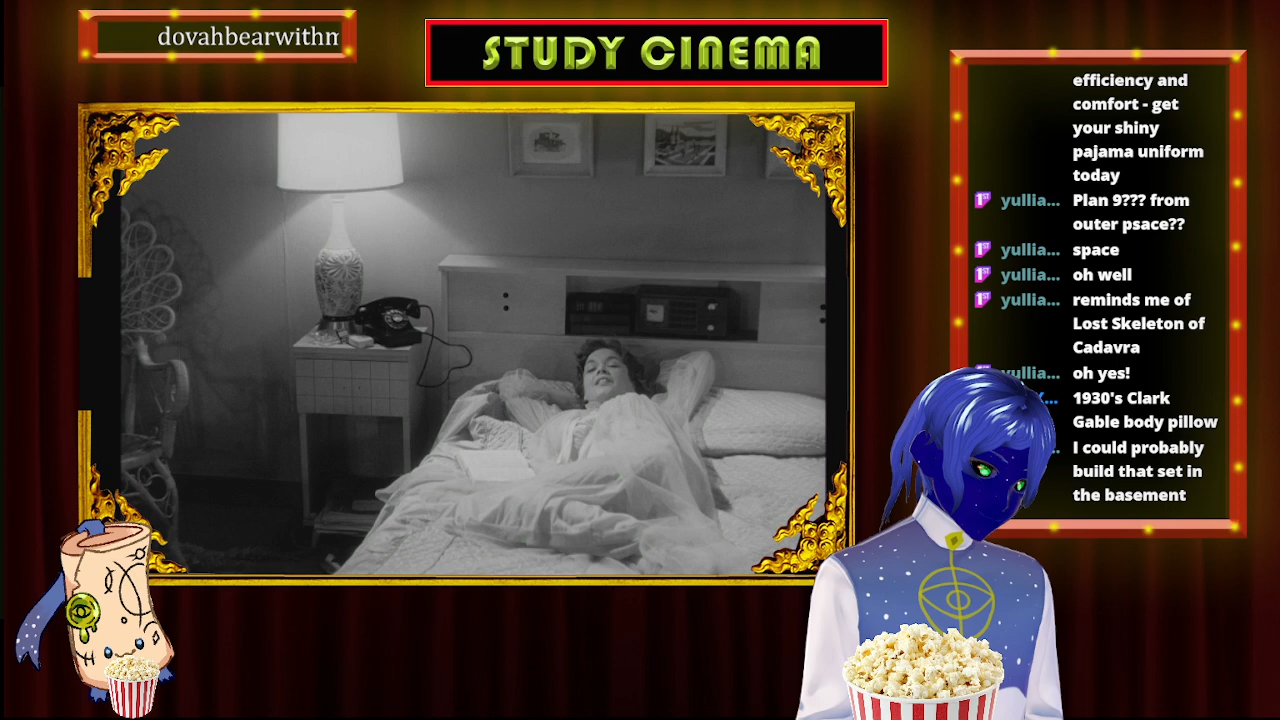 dovahbearwithm
STUDY CINEMA
efficiency and
comfort - get
your shiny
pajama uniform
today
yullia... Plan 9??? from
outer psace??
yullia... space
yullia... oh well
yullia... reminds me of
Lost Skeleton of
Cadavra
yullia... oh yes!
1930's Clark
Gable body pillow
I could probably
build that set in
the basement